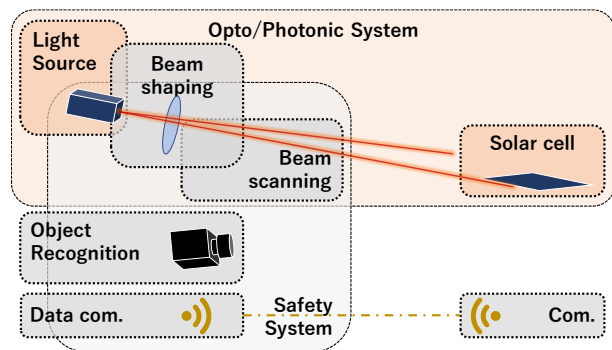 Opto/Photonic System
Light
Source
Beam
shaping
Beam
scanning
Solar cell
Object
Recognition
Data com.
Safety
System
Com.